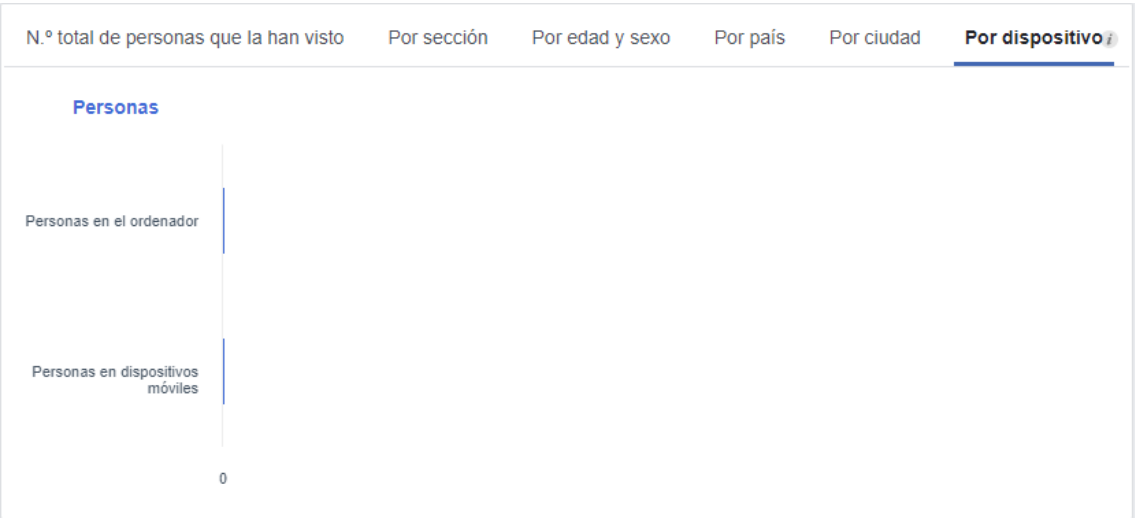 N.º total de personas que la han visto Por sección Por edad y sexo Por país Por ciudad Por dispositivo i
Personas
Personas en el ordenador
Personas en dispositivos
móviles
0